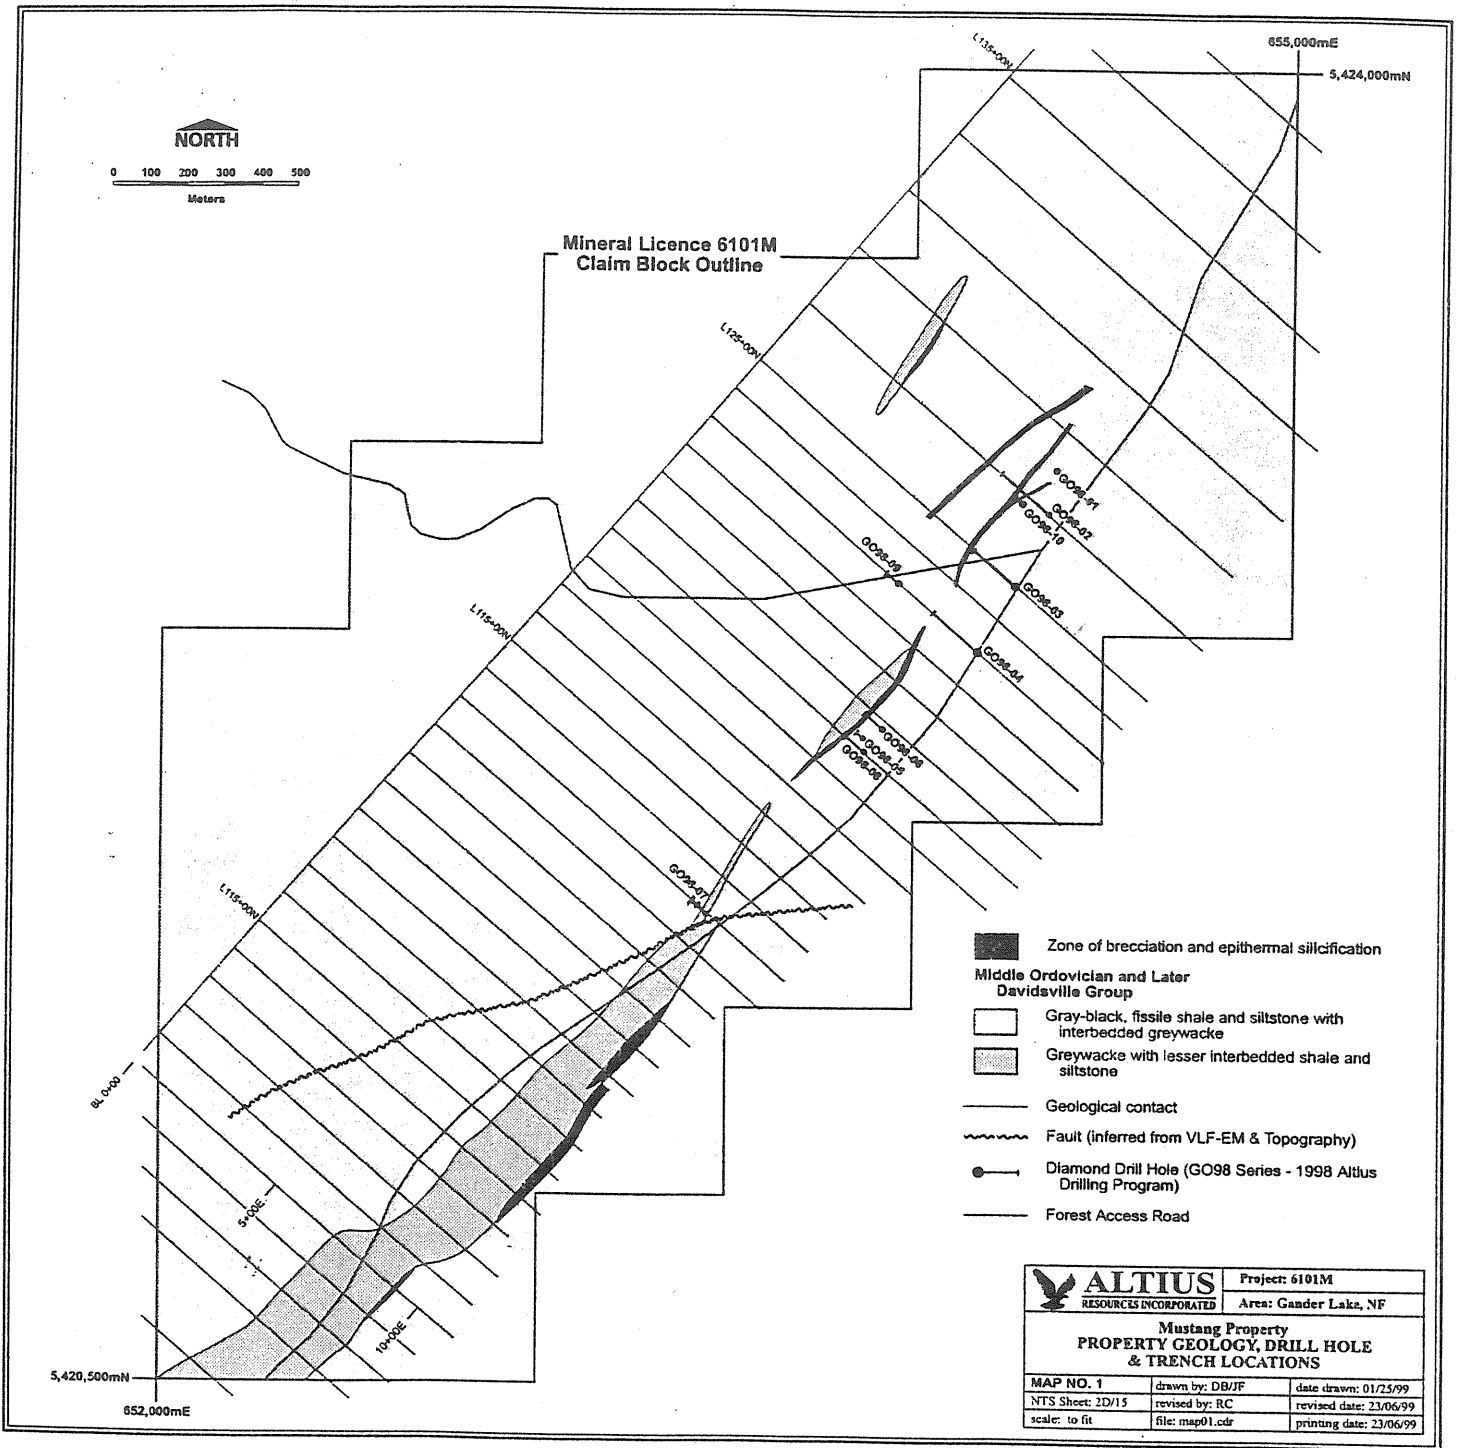 655,000mE
5,424,000mN
L135+00N
NORTH
0 100 200 300 400 500
Meters
Mineral Licence 6101M
Claim Block Outline
L125+00N
GO98-01
GO98-02
GO98-10
GO98-09
GO98-03
L115+00N
GO98-04
GO98-06
GO98-05
GO98-07
L115+00N
BL 0+00
5+00E
10+00E
5,420,500mN
652,000mE
Zone of brecciation and epithermal silicification
Middle Ordovician and Later
Davidsville Group
Gray-black, fissile shale and siltstone with
interbedded greywacke
Greywacke with lesser interbedded shale and
siltstone
Geological contact
Fault (inferred from VLF-EM & Topography)
Diamond Drill Hole (GO98 Series - 1998 Altius
Drilling Program)
Forest Access Road
ALTIUS
RESOURCES INCORPORATED
Project: 6101M
Area: Gander Lake, NF
Mustang Property
PROPERTY GEOLOGY, DRILL HOLE
& TRENCH LOCATIONS
MAP NO. 1
drawn by: DB/JF
date drawn: 01/25/99
NTS Sheet: 2D/15
revised by: RC
revised date: 23/06/99
scale: to fit
file: map01.cdr
printing date: 23/06/99